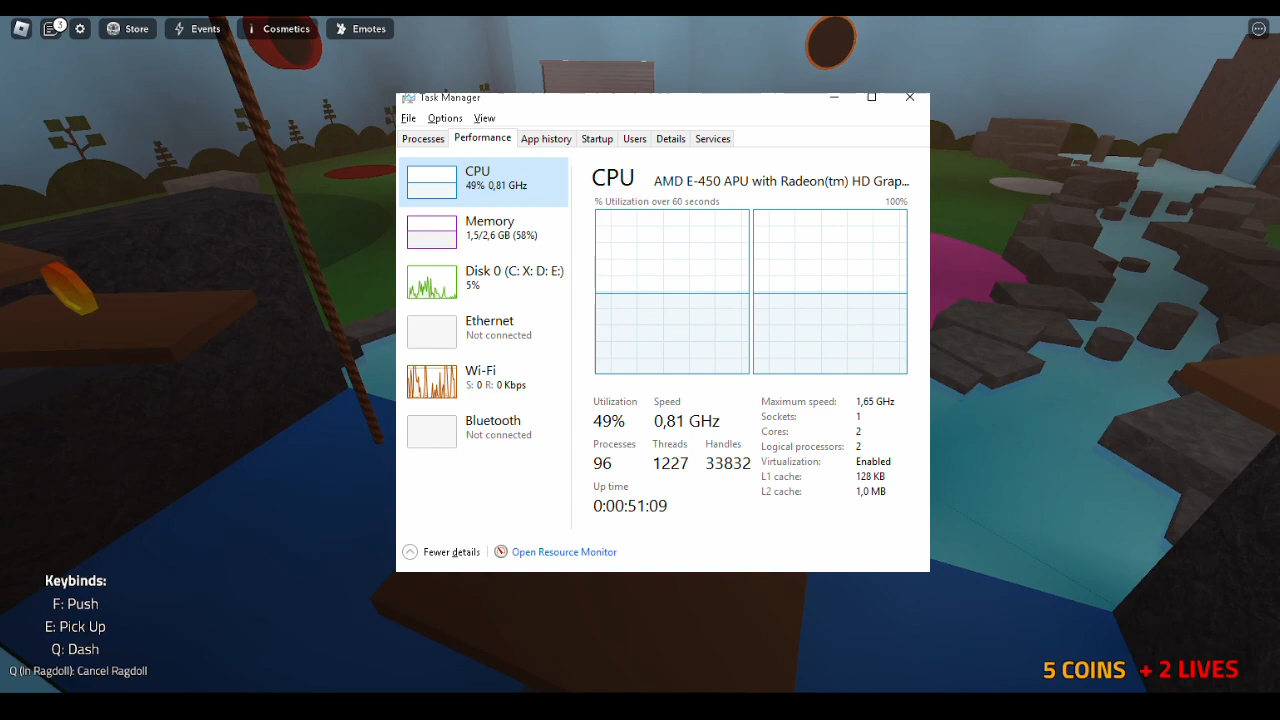 3
Store
Events
Cosmetics
Emotes
Task Manager
File Options View
Processes Performance App history Startup Users Details Services
CPU
49% 0,81 GHz
Memory
1,5/2,6 GB (58%)
Disk 0 (C: X: D: E:)
5%
Ethernet
Not connected
Wi-Fi
S: 0 R: 0 Kbps
Bluetooth
Not connected
CPU AMD E-450 APU with Radeon(tm) HD Grap...
% Utilization over 60 seconds 100%
Utilization Speed
49% 0,81 GHz
Processes Threads Handles
96 1227 33832
Up time
0:00:51:09
Maximum speed: 1,65 GHz
Sockets: 1
Cores: 2
Logical processors: 2
Virtualization: Enabled
L1 cache: 128 KB
L2 cache: 1,0 MB
Fewer details Open Resource Monitor
Keybinds:
F: Push
E: Pick Up
Q: Dash
Q (In Ragdoll): Cancel Ragdoll
5 COINS + 2 LIVES